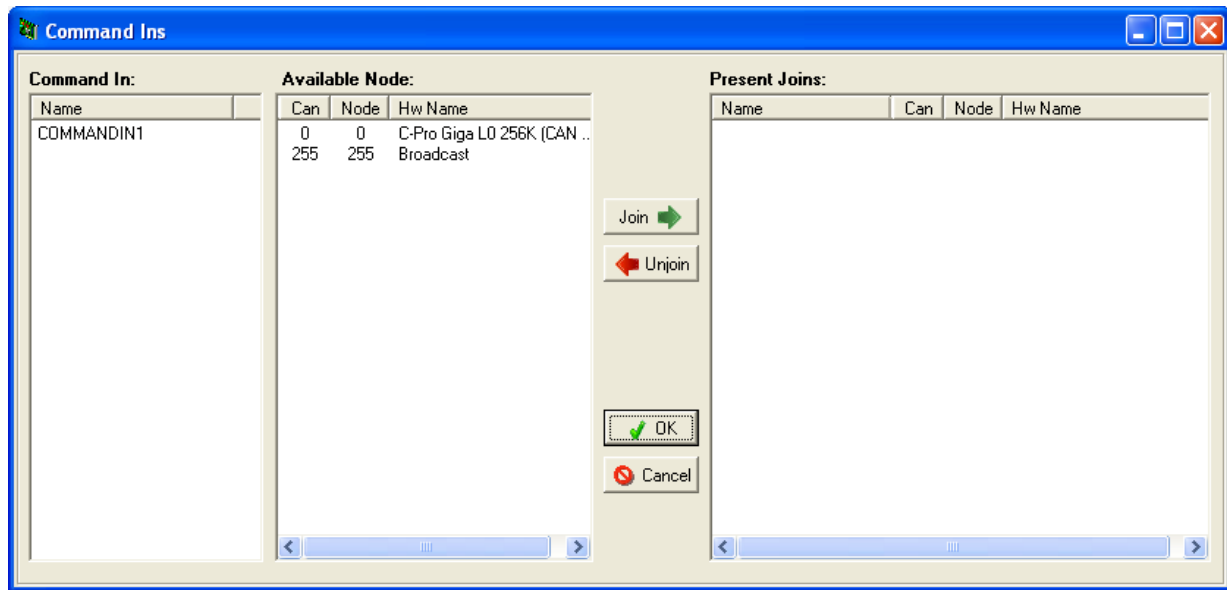 Command Ins
Command In:
Name
COMMANDIN1
Available Node:
Can Node Hw Name
0 0 C-Pro Giga L0 256K (CAN ..
255 255 Broadcast
Join
Unjoin
OK
Cancel
Present Joins:
Name Can Node Hw Name